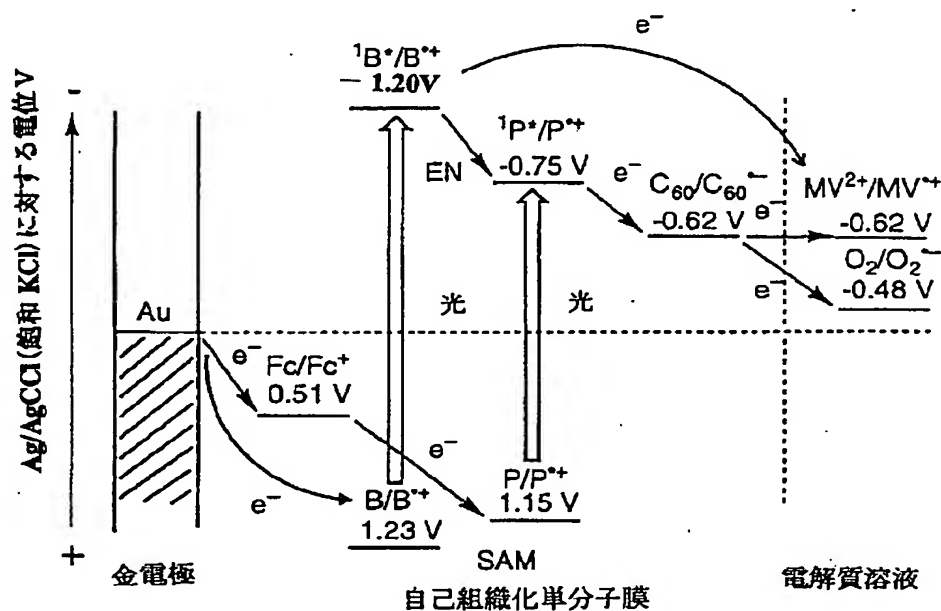 Ag/AgCCl(飽和 KCl)に対する電位 V
-
+
e⁻
¹B*/B•⁺
− 1.20V
¹P*/P•⁺
-0.75 V
EN
e⁻
C₆₀/C₆₀•⁻
-0.62 V
e⁻
MV²⁺/MV•⁺
-0.62 V
O₂/O₂•⁻
-0.48 V
e⁻
光
光
Au
e⁻
Fc/Fc⁺
0.51 V
e⁻
e⁻
B/B•⁺
1.23 V
P/P•⁺
1.15 V
金電極
SAM
自己組織化単分子膜
電解質溶液